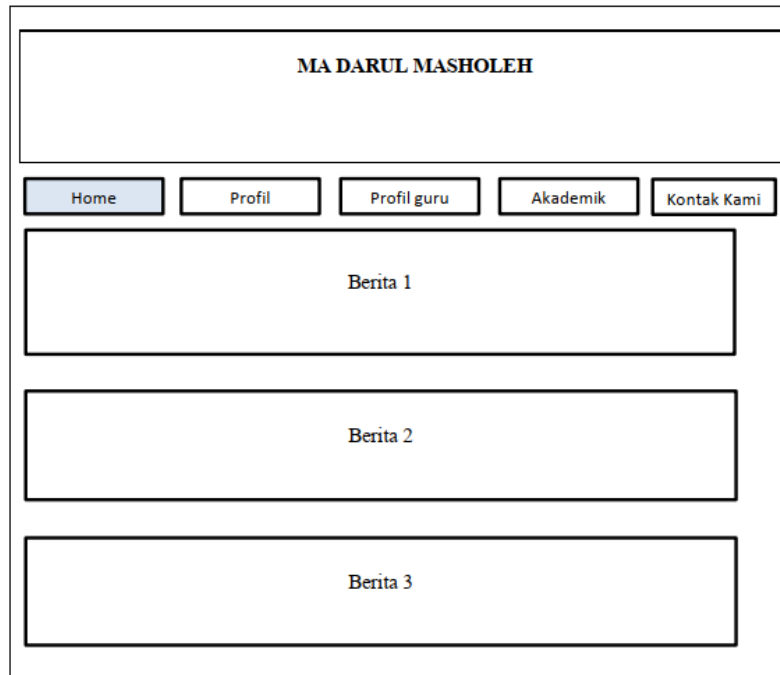 MA DARUL MASHOLEH
Home Profil Profil guru Akademik Kontak Kami
Berita 1
Berita 2
Berita 3